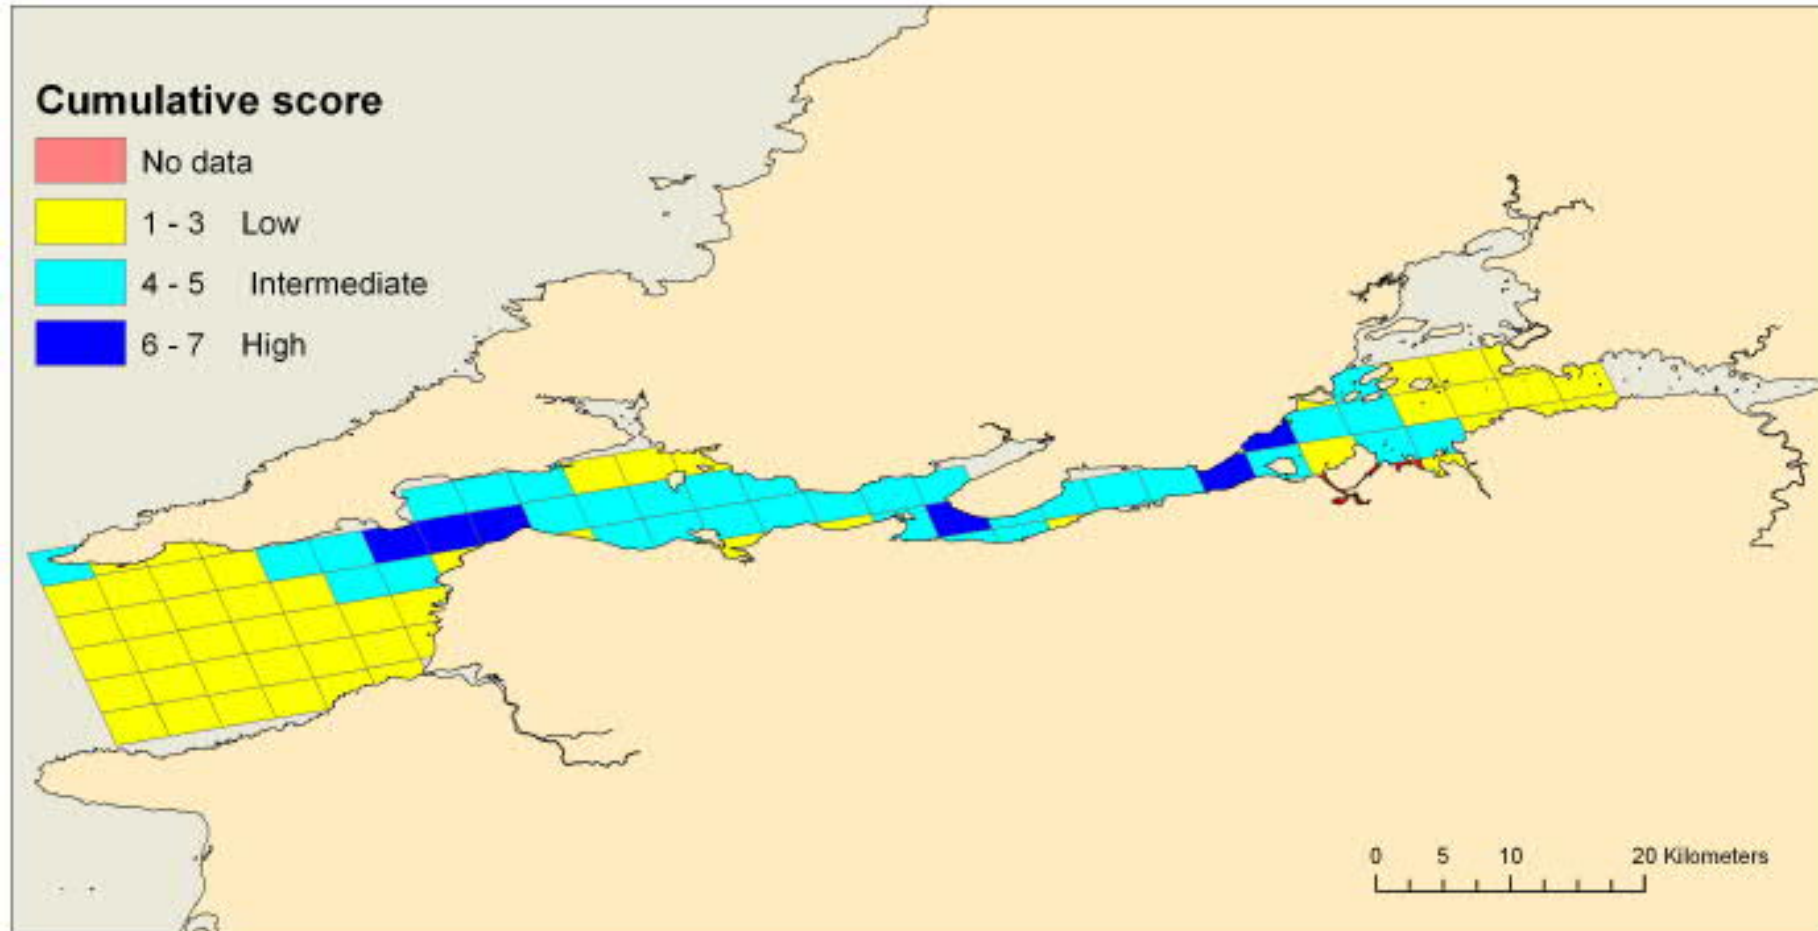 Cumulative score
No data
1 - 3 Low
4 - 5 Intermediate
6 - 7 High
0 5 10 20 Kilometers